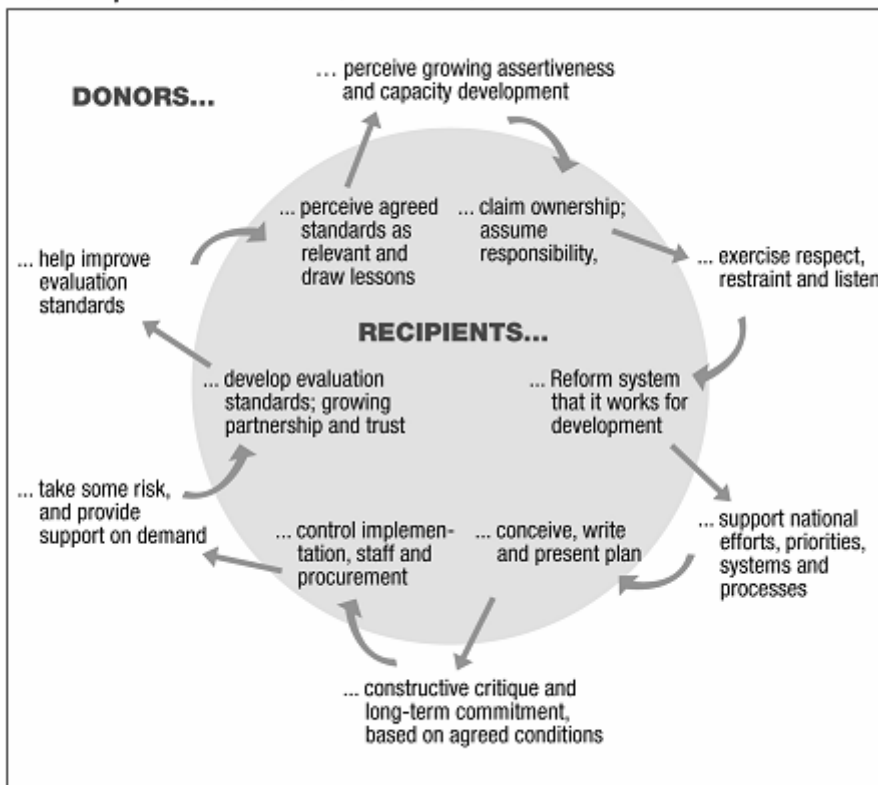 ... perceive growing assertiveness
and capacity development
DONORS...
... perceive agreed
standards as
relevant and
draw lessons
... claim ownership;
assume
responsibility,
... help improve
evaluation
standards
... exercise respect,
restraint and listen
RECIPIENTS...
... develop evaluation
standards; growing
partnership and trust
... Reform system
that it works for
development
... take some risk,
and provide
support on demand
... control implemen-
tation, staff and
procurement
... conceive, write
and present plan
... support national
efforts, priorities,
systems and
processes
... constructive critique and
long-term commitment,
based on agreed conditions